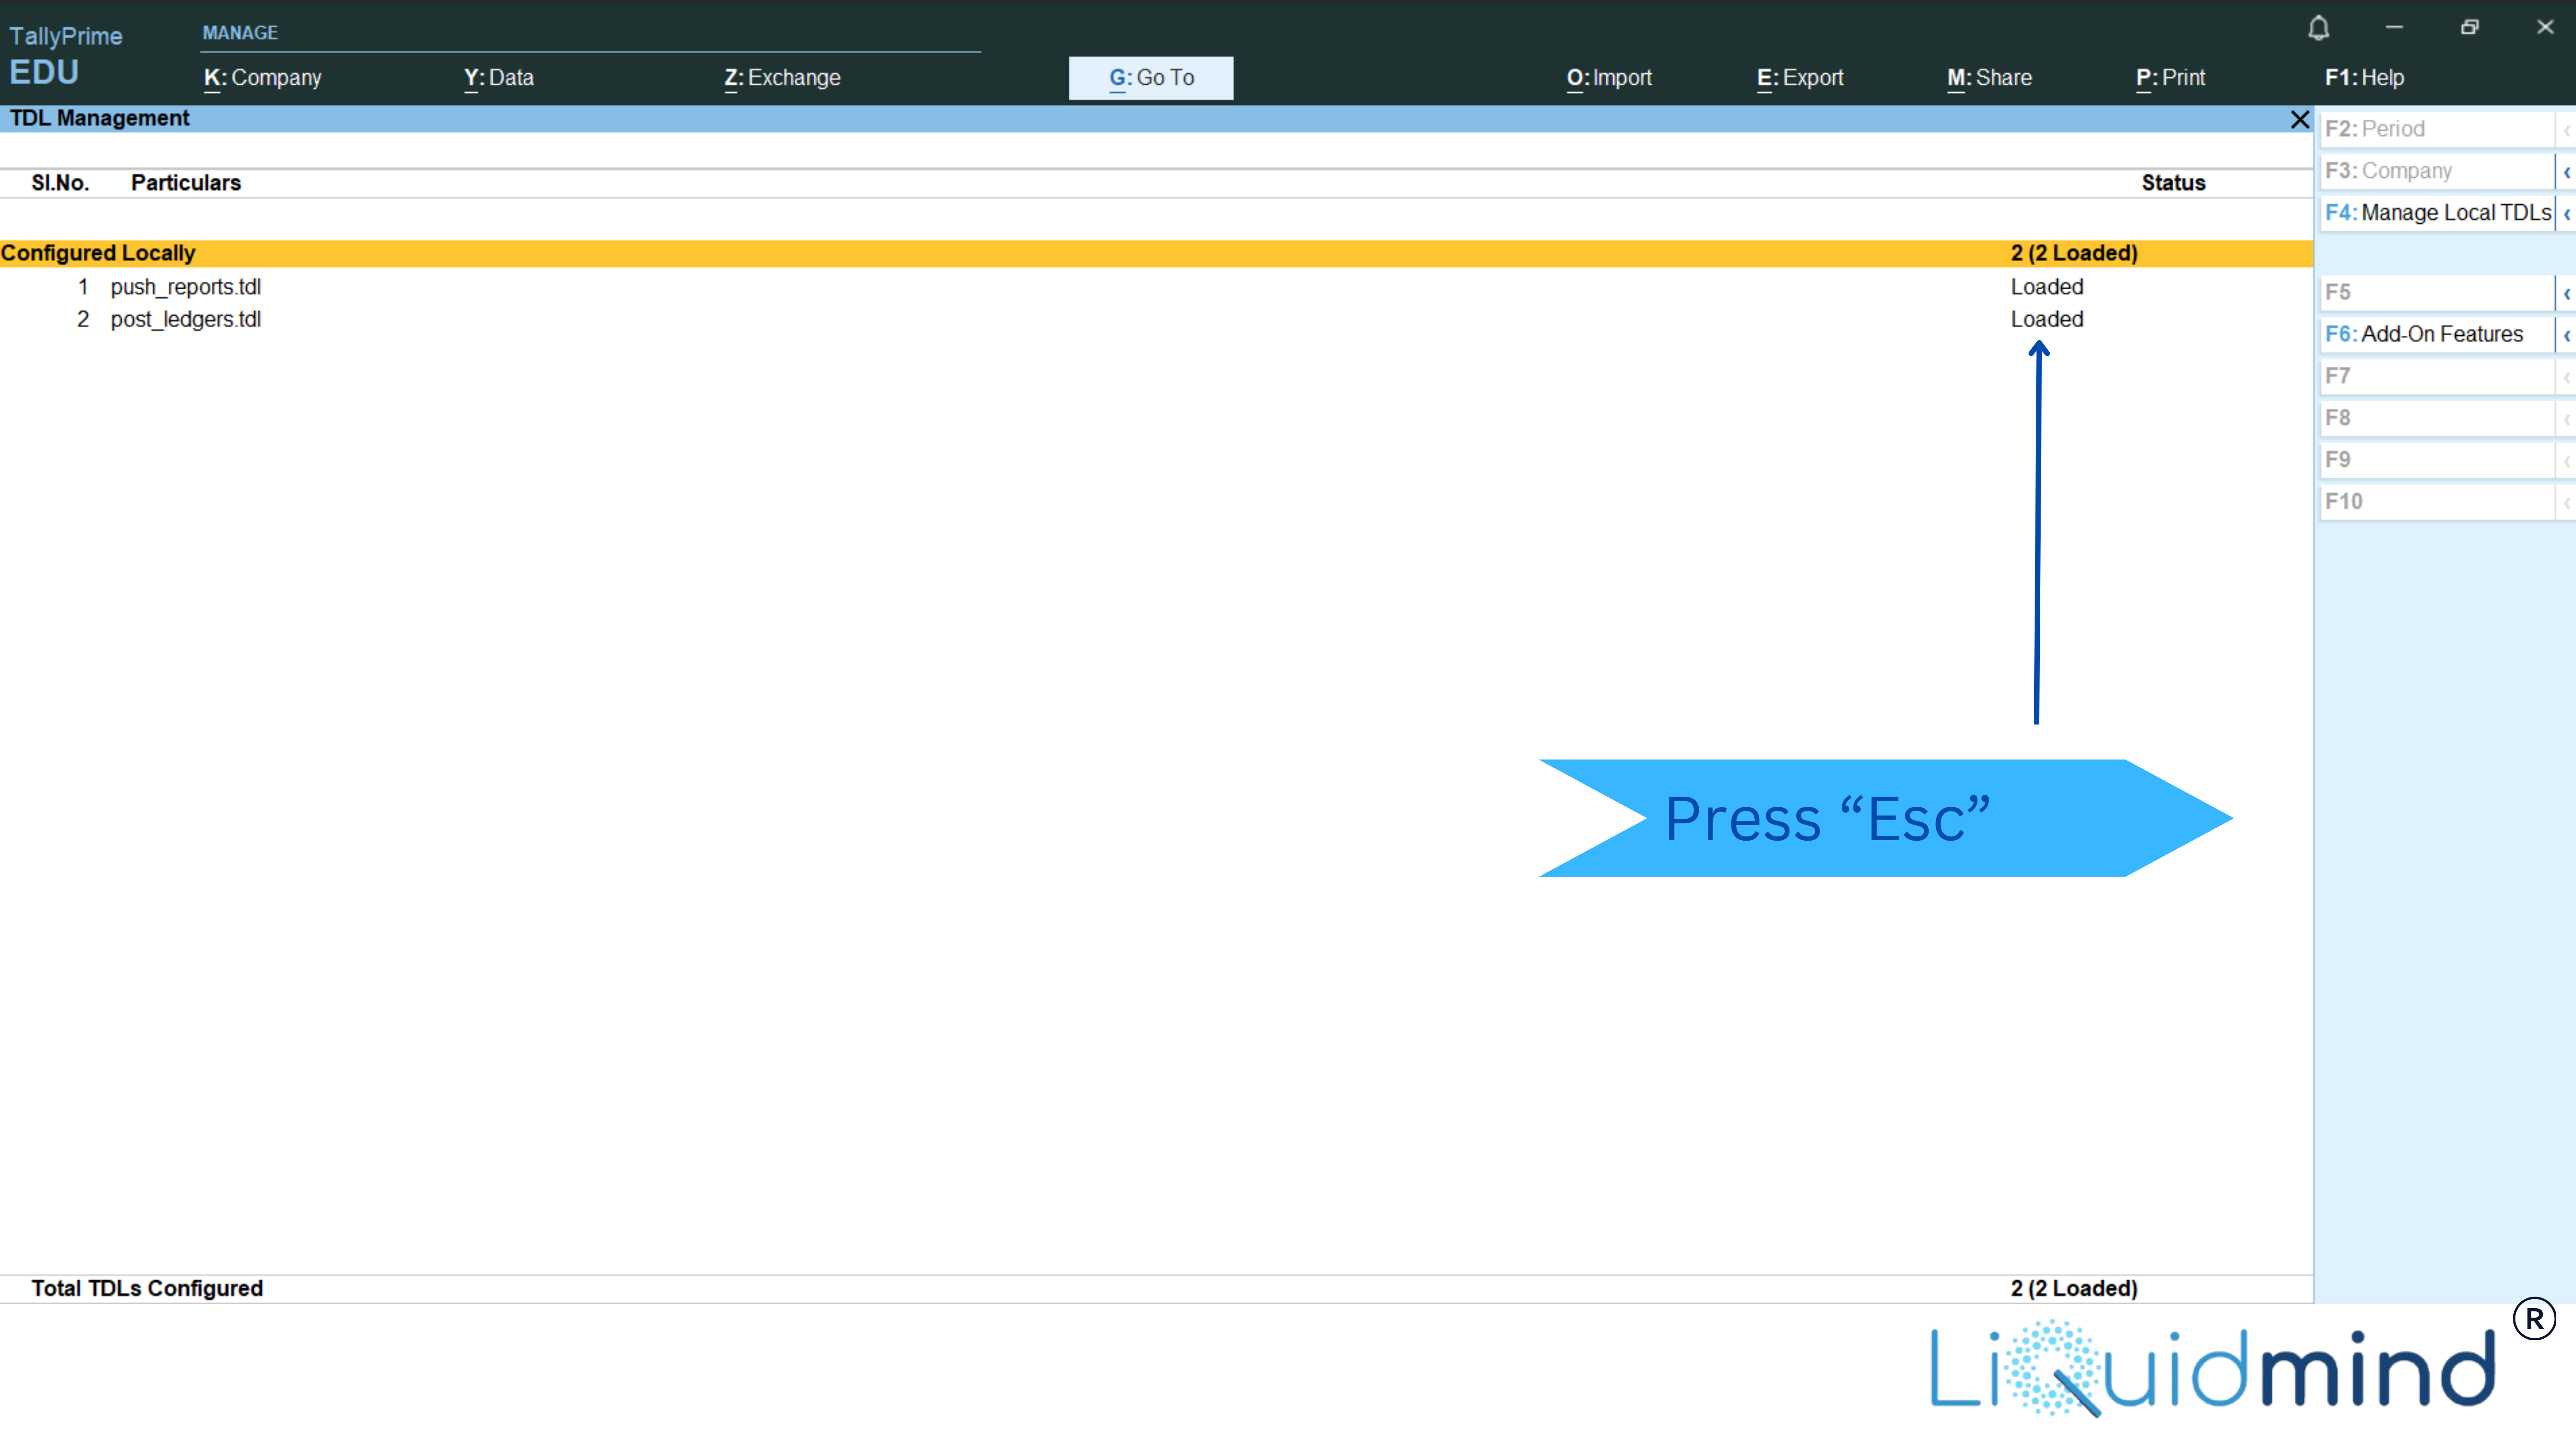 TallyPrime
EDU
MANAGE
K: Company
Y: Data
Z: Exchange
G: Go To
O: Import
E: Export
M: Share
P: Print
F1: Help
TDL Management
Sl.No. Particulars Status
Configured Locally 2 (2 Loaded)
1 push_reports.tdl Loaded
2 post_ledgers.tdl Loaded
Press “Esc”
Total TDLs Configured 2 (2 Loaded)
F2: Period
F3: Company
F4: Manage Local TDLs
F5
F6: Add-On Features
F7
F8
F9
F10
LiQuidmind ®